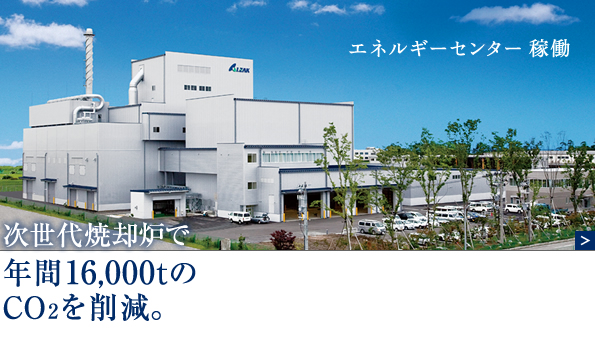 エネルギーセンター 稼働
ALZAK
次世代焼却炉で
年間16,000tの
CO2を削減。